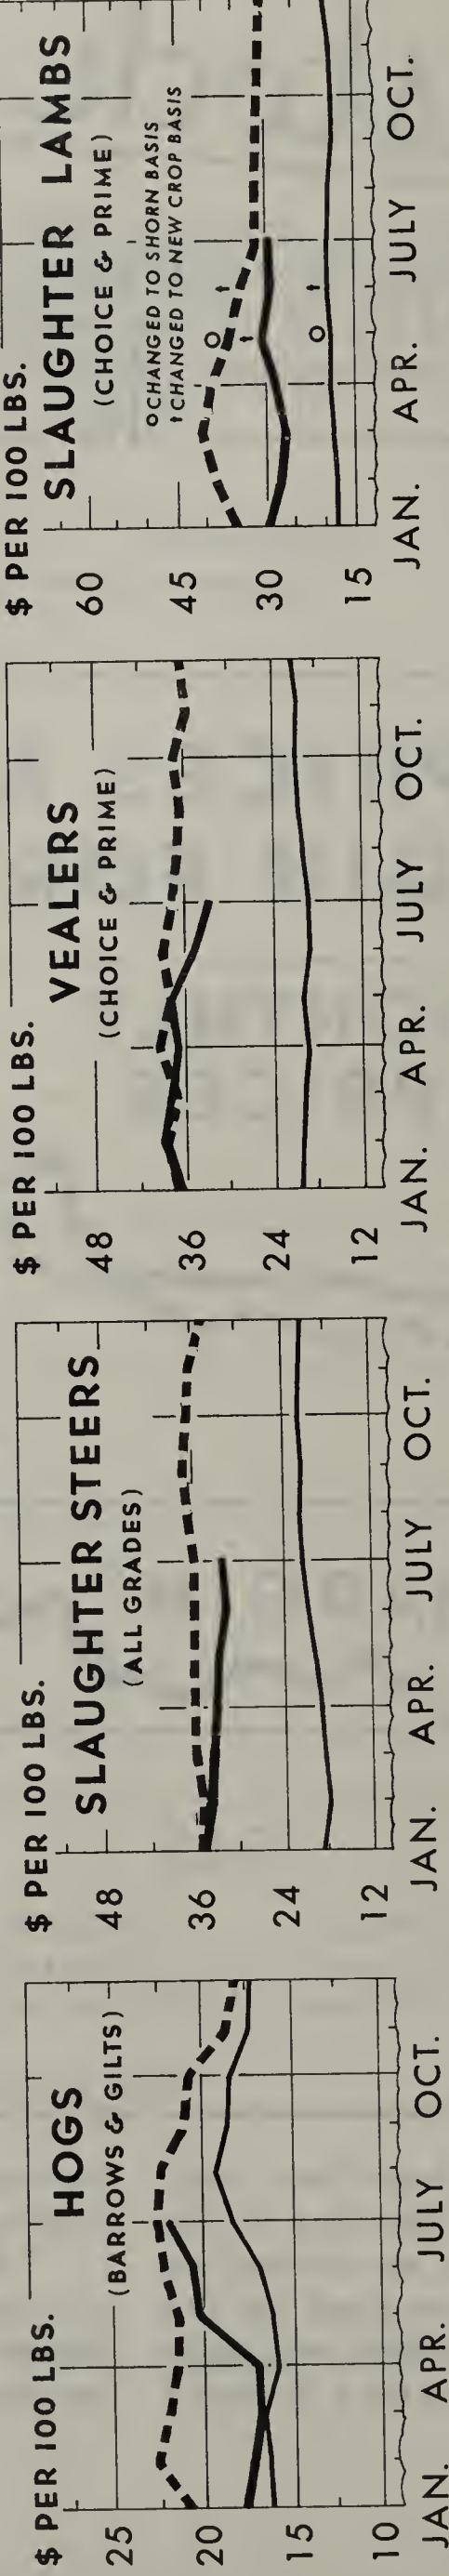 $ PER 100 LBS.
HOGS
(BARROWS & GILTS)
25
20
15
10
JAN. APR. JULY OCT.
$ PER 100 LBS.
SLAUGHTER STEERS
(ALL GRADES)
48
36
24
12
JAN. APR. JULY OCT.
$ PER 100 LBS.
VEALERS
(CHOICE & PRIME)
48
36
24
12
JAN. APR. JULY OCT.
$ PER 100 LBS.
SLAUGHTER LAMBS
(CHOICE & PRIME)
O CHANGED TO SHORN BASIS
† CHANGED TO NEW CROP BASIS
60
45
30
15
O †
†
O †
JAN. APR. JULY OCT.